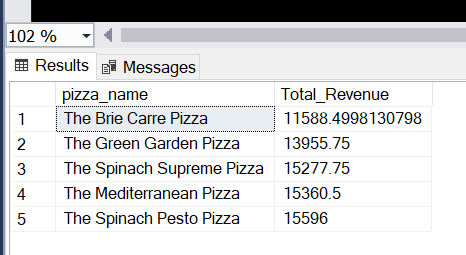 102 %
Results Messages
pizza_name Total_Revenue
1 The Brie Carre Pizza 11588.4998130798
2 The Green Garden Pizza 13955.75
3 The Spinach Supreme Pizza 15277.75
4 The Mediterranean Pizza 15360.5
5 The Spinach Pesto Pizza 15596